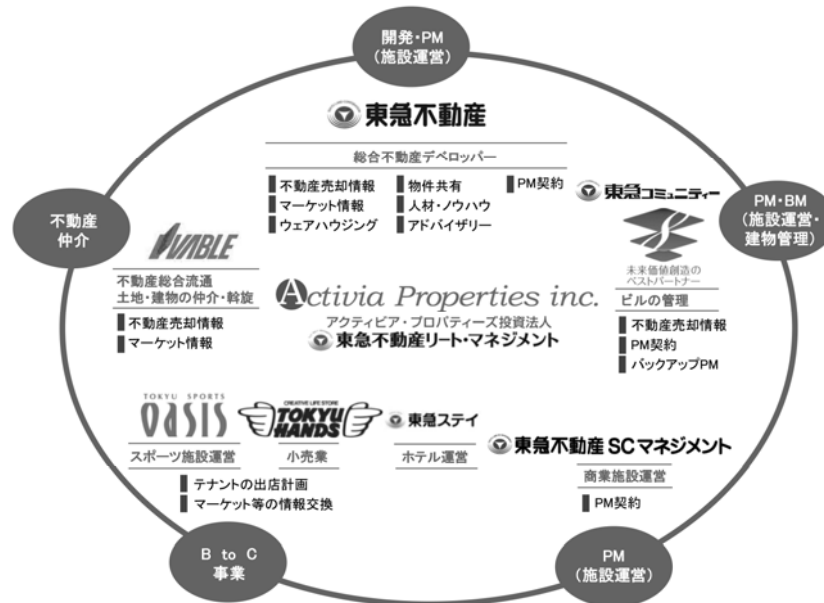 開発・PM
(施設運営)
東急不動産
総合不動産デベロッパー
不動産売却情報
マーケット情報
ウェアハウジング
物件共有
人材・ノウハウ
アドバイザリー
PM契約
不動産
仲介
VABLE
不動産総合流通
土地・建物の仲介・斡旋
不動産売却情報
マーケット情報
東急コミュニティー
未来価値創造の
ベストパートナー
ビルの管理
不動産売却情報
PM契約
バックアップPM
PM・BM
(施設運営・
建物管理)
Activia Properties inc.
アクティビア・プロパティーズ投資法人
東急不動産リート・マネジメント
TOKYU SPORTS
OASIS
スポーツ施設運営
CREATIVE LIFE STORE
TOKYU
HANDS
小売業
東急ステイ
ホテル運営
テナントの出店計画
マーケット等の情報交換
東急不動産SCマネジメント
商業施設運営
PM契約
B to C
事業
PM
(施設運営)